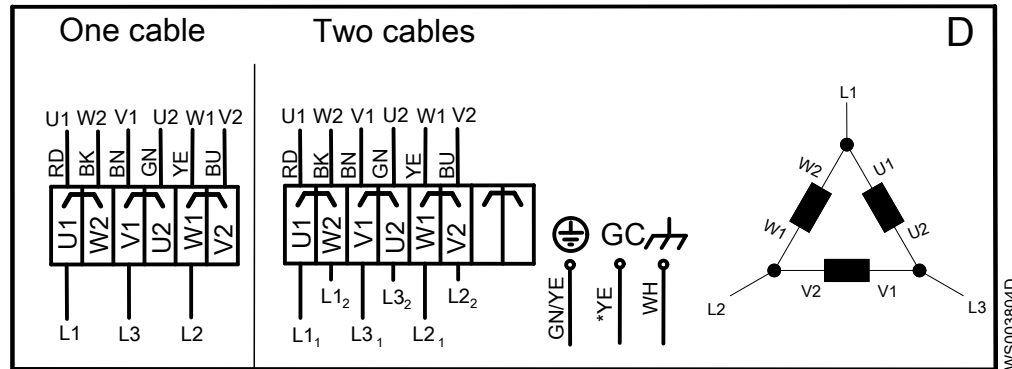 One cable Two cables D
U1 W2 V1 U2 W1 V2
RD BK BN GN YE BU
U1 W2 V1 U2 W1 V2
L1 L3 L2
U1 W2 V1 U2 W1 V2
RD BK BN GN YE BU
U1 W2 V1 U2 W1 V2
L1₂ L3₂ L2₂
L1₁ L3₁ L2₁
GC
GN/YE *YE WH
L1
W2 U1
W1 U2
V2 V1
L2 L3
WS003804D